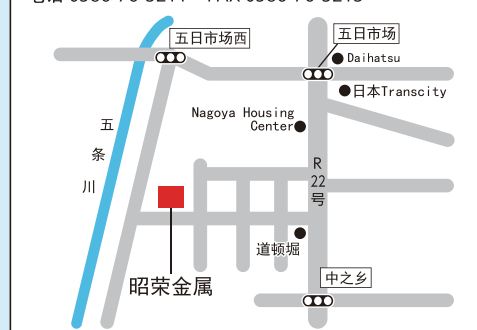 五日市场西
五日市场
Daihatsu
日本Transcity
Nagoya Housing
Center
五
条
川
R
22
号
道顿堀
昭荣金属
中之乡